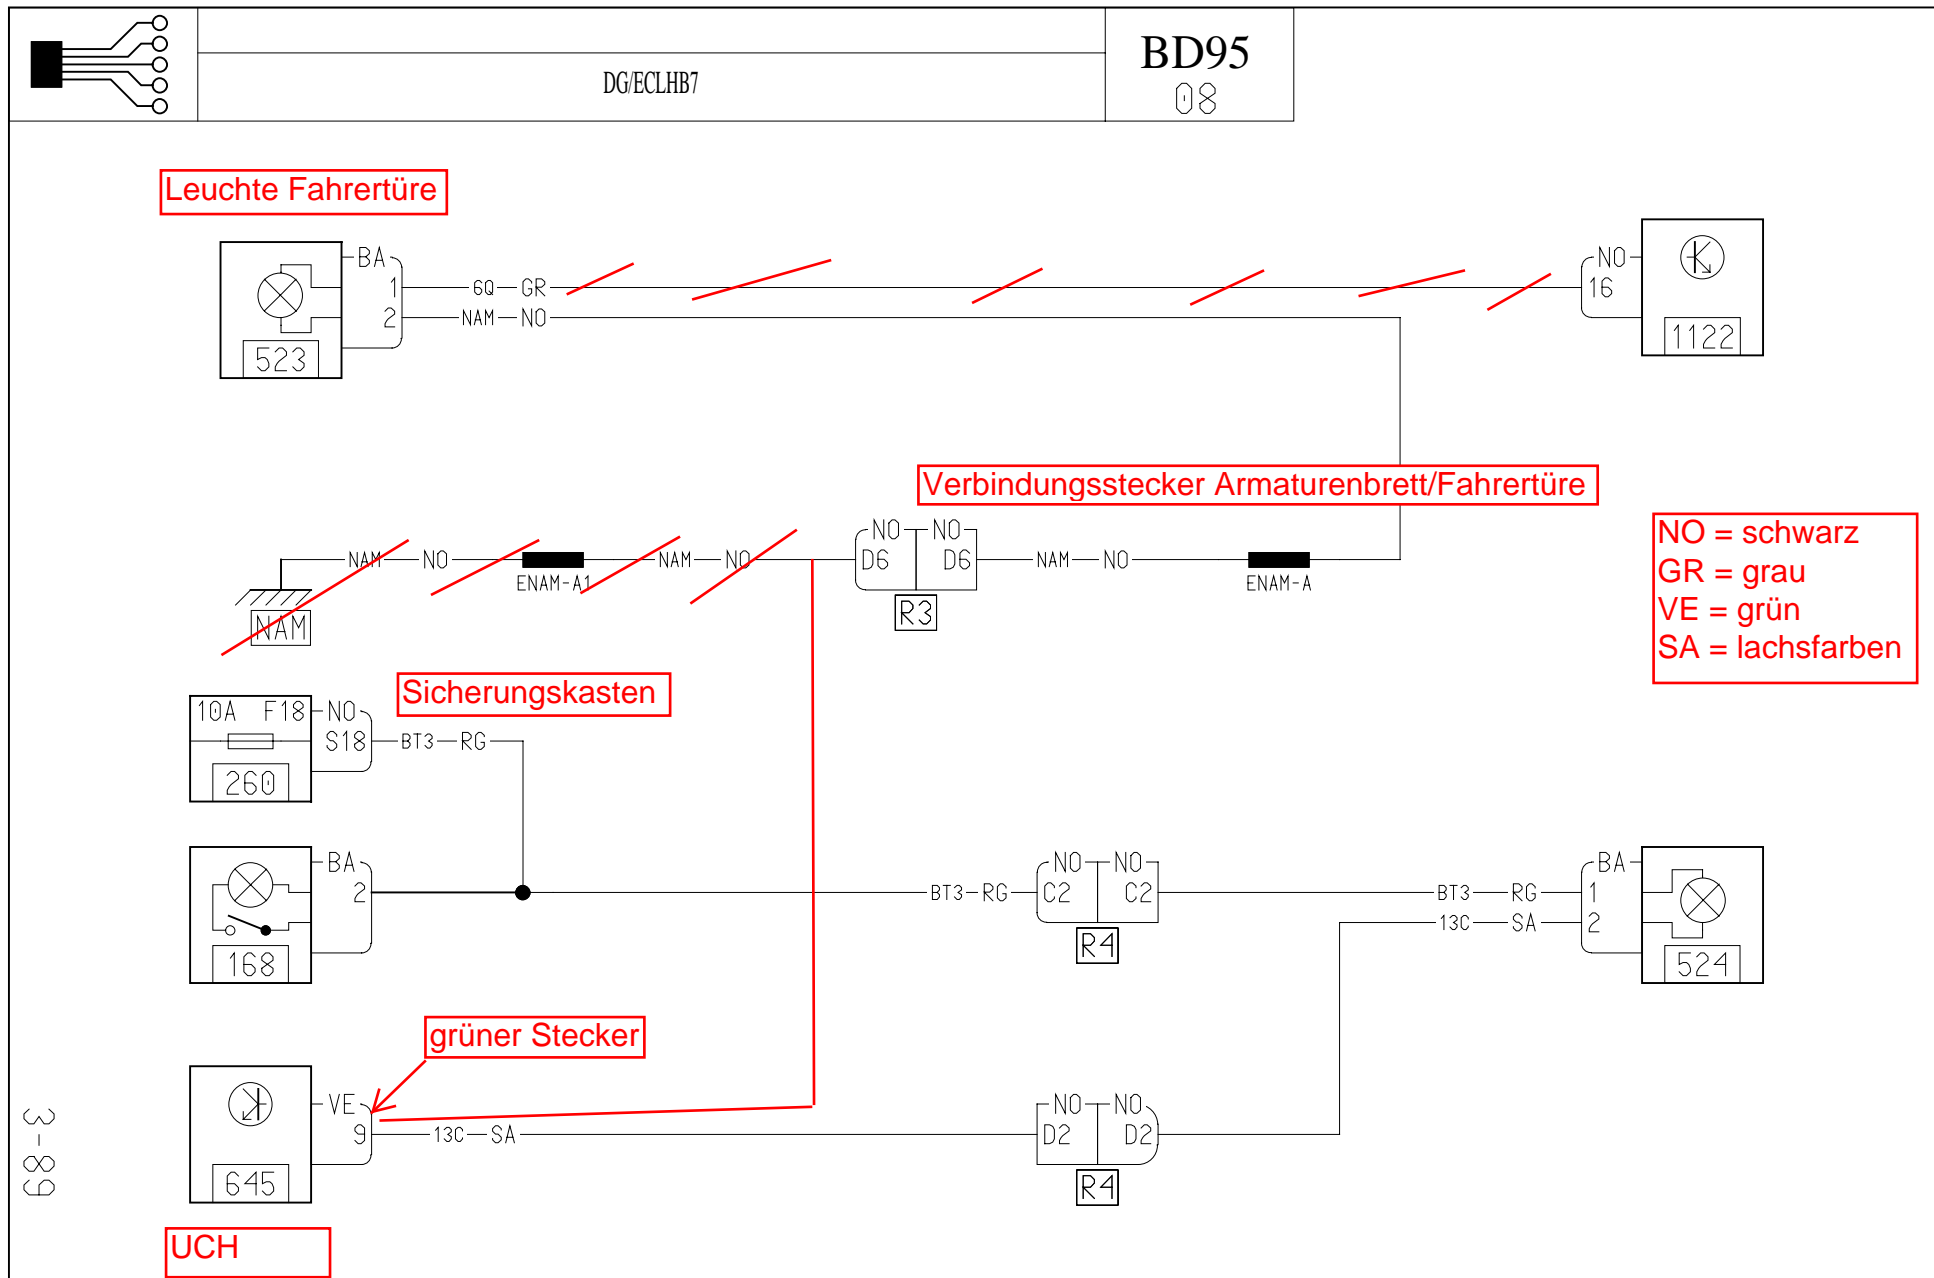 DG/ECLHB7
BD95
08
Leuchte Fahrertüre
BA
1
6Q GR
NO
16
2
NAM NO
523
1122
Verbindungsstecker Armaturenbrett/Fahrertüre
NO NO
NAM NO
ENAM-A1
NAM NO
D6 D6
NAM NO
ENAM-A
R3
NAM
NO = schwarz
GR = grau
VE = grün
SA = lachsfarben
Sicherungskasten
10A F18 NO
S18
BT3 RG
260
BA
2
168
NO NO
BT3 RG
C2 C2
BT3 RG
R4
BA
1
13C SA
2
524
grüner Stecker
VE
9
13C SA
645
NO NO
D2 D2
R4
UCH
3-89